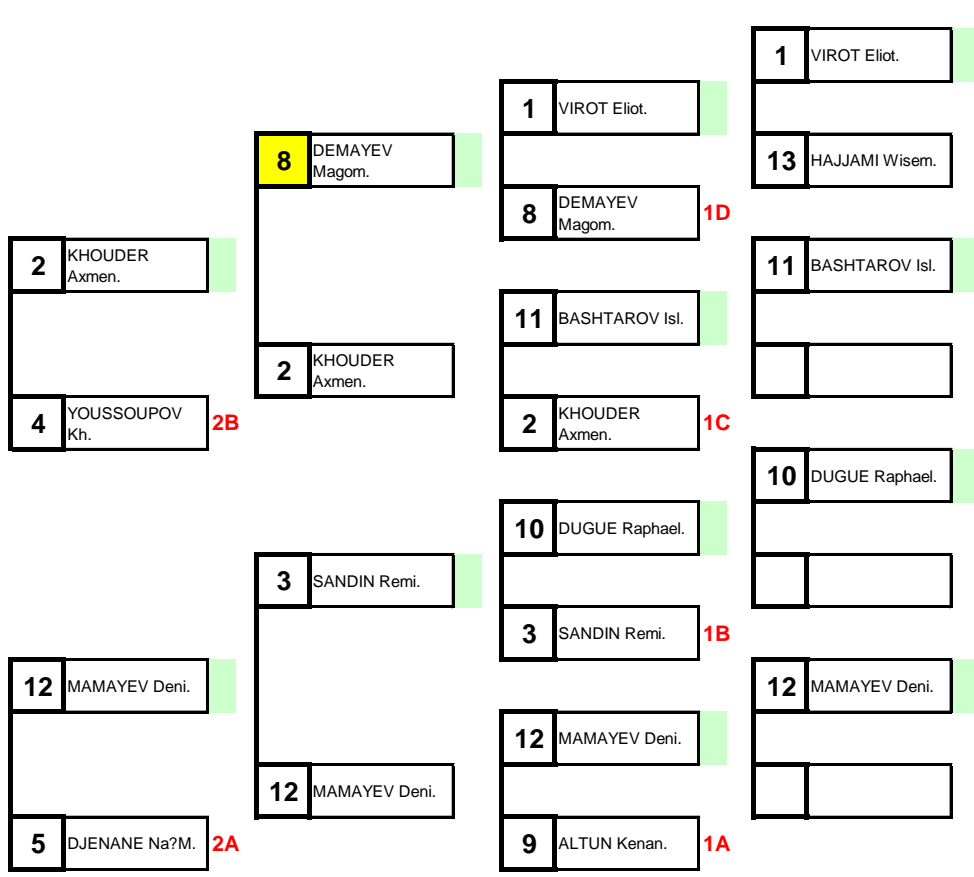 1 VIROT Eliot.
1 VIROT Eliot.
8 DEMAYEV
Magom.
13 HAJJAMI Wisem.
8 DEMAYEV
Magom. 1D
2 KHOUDER
Axmen.
11 BASHTAROV Isl.
11 BASHTAROV Isl.
2 KHOUDER
Axmen.
4 YOUSSOUPOV
Kh. 2B
2 KHOUDER
Axmen. 1C
10 DUGUE Raphael.
10 DUGUE Raphael.
3 SANDIN Remi.
3 SANDIN Remi. 1B
12 MAMAYEV Deni.
12 MAMAYEV Deni.
12 MAMAYEV Deni.
12 MAMAYEV Deni.
5 DJENANE Na?M. 2A
9 ALTUN Kenan. 1A